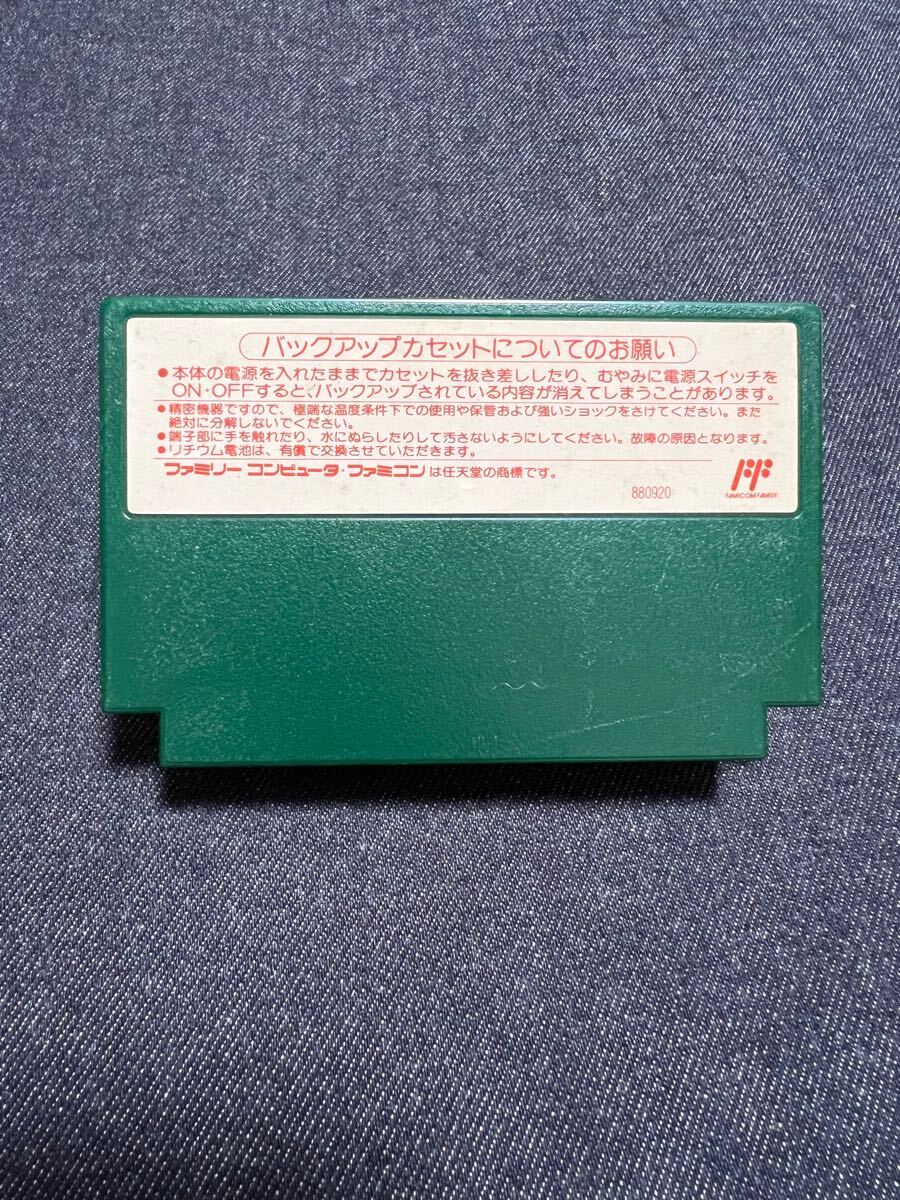 バックアップカセットについてのお願い
●本体の電源を入れたままでカセットを抜き差ししたり、むやみに電源スイッチを
ON・OFFすると、バックアップされている内容が消えてしまうことがあります。
●精密機器ですので、極端な温度条件下での使用や保管および強いショックをさけてください。また
絶対に分解しないでください。
●端子部に手を触れたり、水にぬらしたりして汚さないようにしてください。故障の原因となります。
●リチウム電池は、有償で交換させていただきます。
ファミリー コンピュータ・ファミコンは任天堂の商標です。
880920
FAMICOM FAMILY